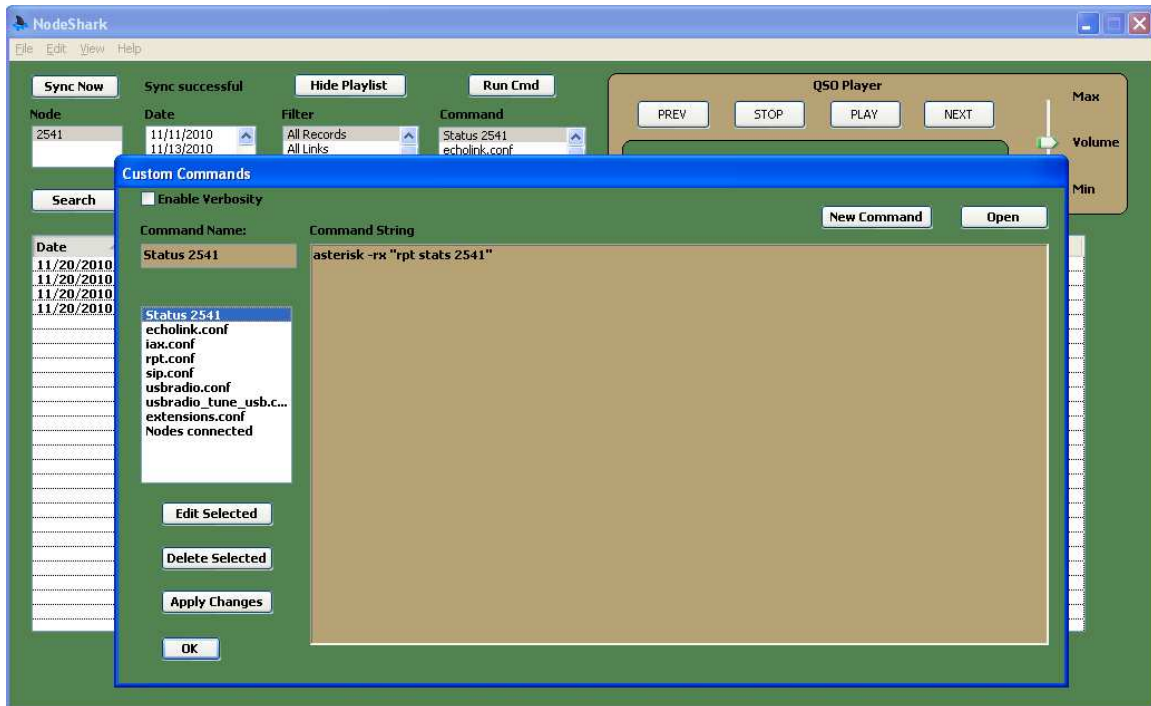 NodeShark
File Edit View Help
Sync Now Sync successful Hide Playlist Run Cmd QSO Player
Max
Node Date Filter Command
PREV STOP PLAY NEXT
2541 11/11/2010 All Records Status 2541
11/13/2010 All Links echolink.conf
Volume
Custom Commands
Search
Enable Verbosity
Min
New Command Open
Command Name: Command String
Date
Status 2541 asterisk -rx "rpt stats 2541"
11/20/2010
11/20/2010
11/20/2010
11/20/2010
Status 2541
echolink.conf
iax.conf
rpt.conf
sip.conf
usbradio.conf
usbradio_tune_usb.c...
extensions.conf
Nodes connected
Edit Selected
Delete Selected
Apply Changes
OK